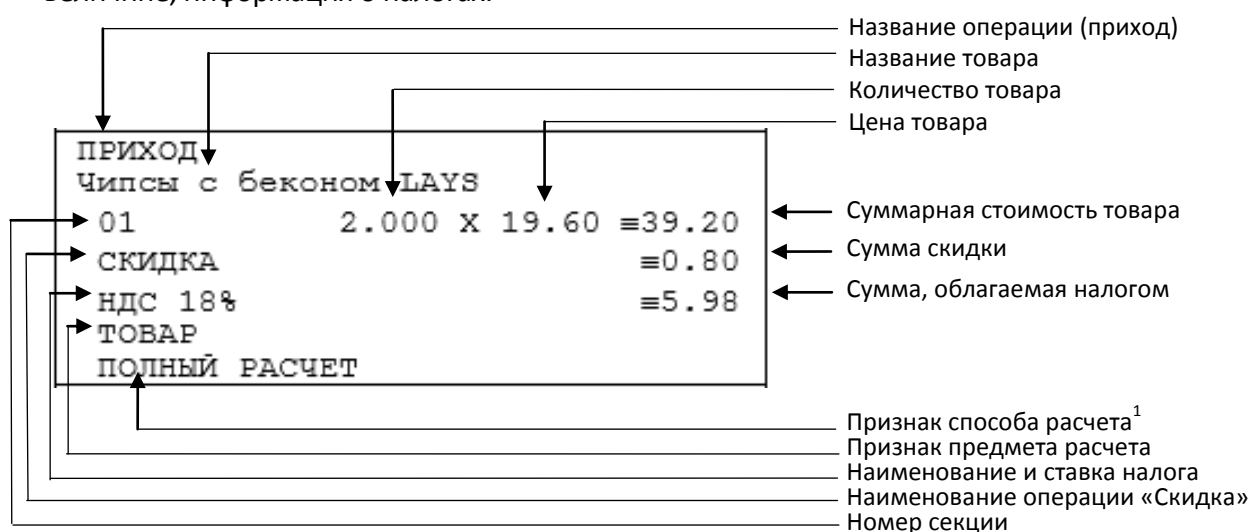 Название операции (приход)
Название товара
Количество товара
Цена товара
ПРИХОД
Чипсы с беконом LAYS
01 2.000 X 19.60 ≡39.20
СКИДКА ≡0.80
НДС 18% ≡5.98
ТОВАР
ПОЛНЫЙ РАСЧЕТ
Суммарная стоимость товара
Сумма скидки
Сумма, облагаемая налогом
Признак способа расчета1
Признак предмета расчета
Наименование и ставка налога
Наименование операции «Скидка»
Номер секции